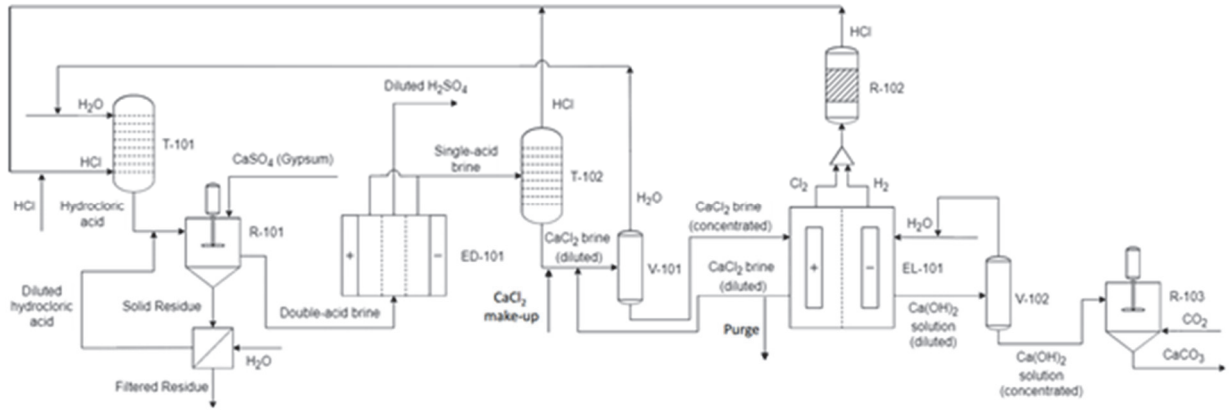 HCl
R-102
Diluted H₂SO₄
H₂O
T-101
HCl
HCl
CaSO₄ (Gypsum)
Single-acid
brine
T-102
Cl₂
H₂
HCl
Hydrocloric
acid
R-101
H₂O
CaCl₂ brine
(concentrated)
H₂O
CaCl₂ brine
(diluted)
+
−
ED-101
V-101
CaCl₂ brine
(diluted)
+
−
EL-101
V-102
R-103
Diluted
hydrocloric
acid
Solid Residue
Double-acid brine
CaCl₂
make-up
Purge
Ca(OH)₂
solution
(diluted)
CO₂
CaCO₃
H₂O
Ca(OH)₂
solution
(concentrated)
Filtered Residue